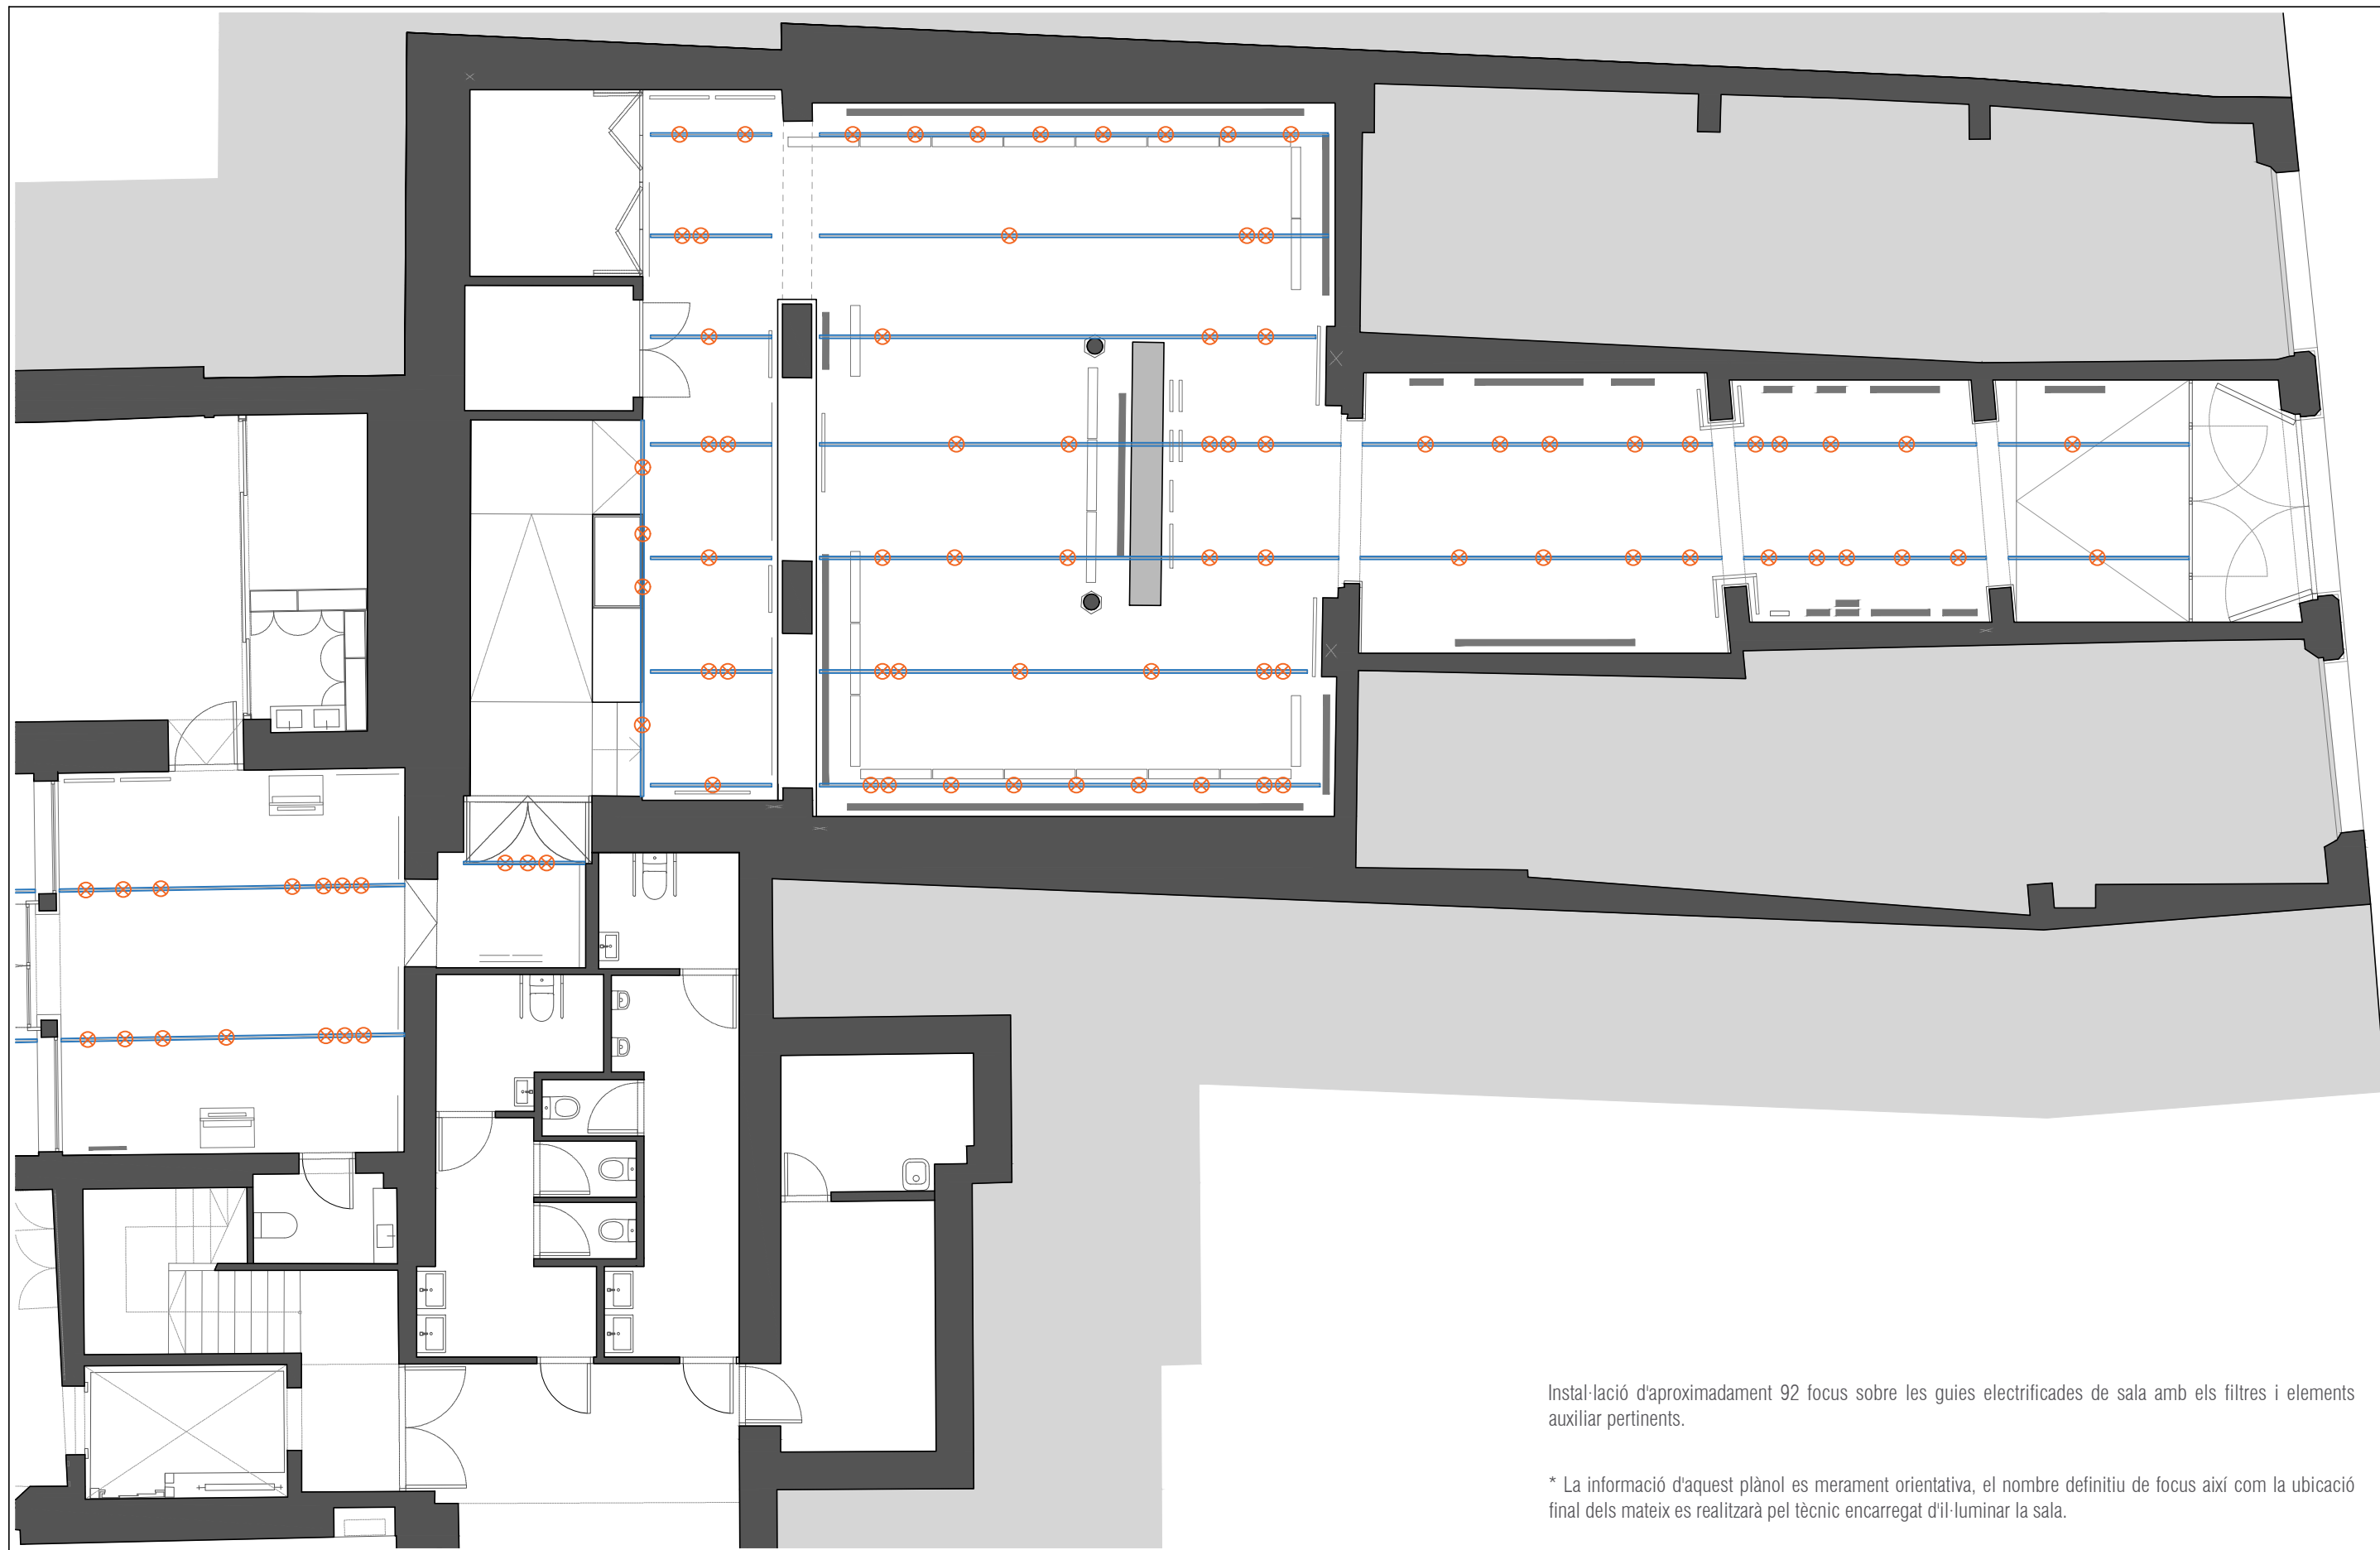 Instal·lació d'aproximadament 92 focus sobre les guies electrificades de sala amb els filtres i elements
auxiliar pertinents.
* La informació d'aquest plànol es merament orientativa, el nombre definitiu de focus així com la ubicació
final dels mateix es realitzarà pel tècnic encarregat d'il·luminar la sala.